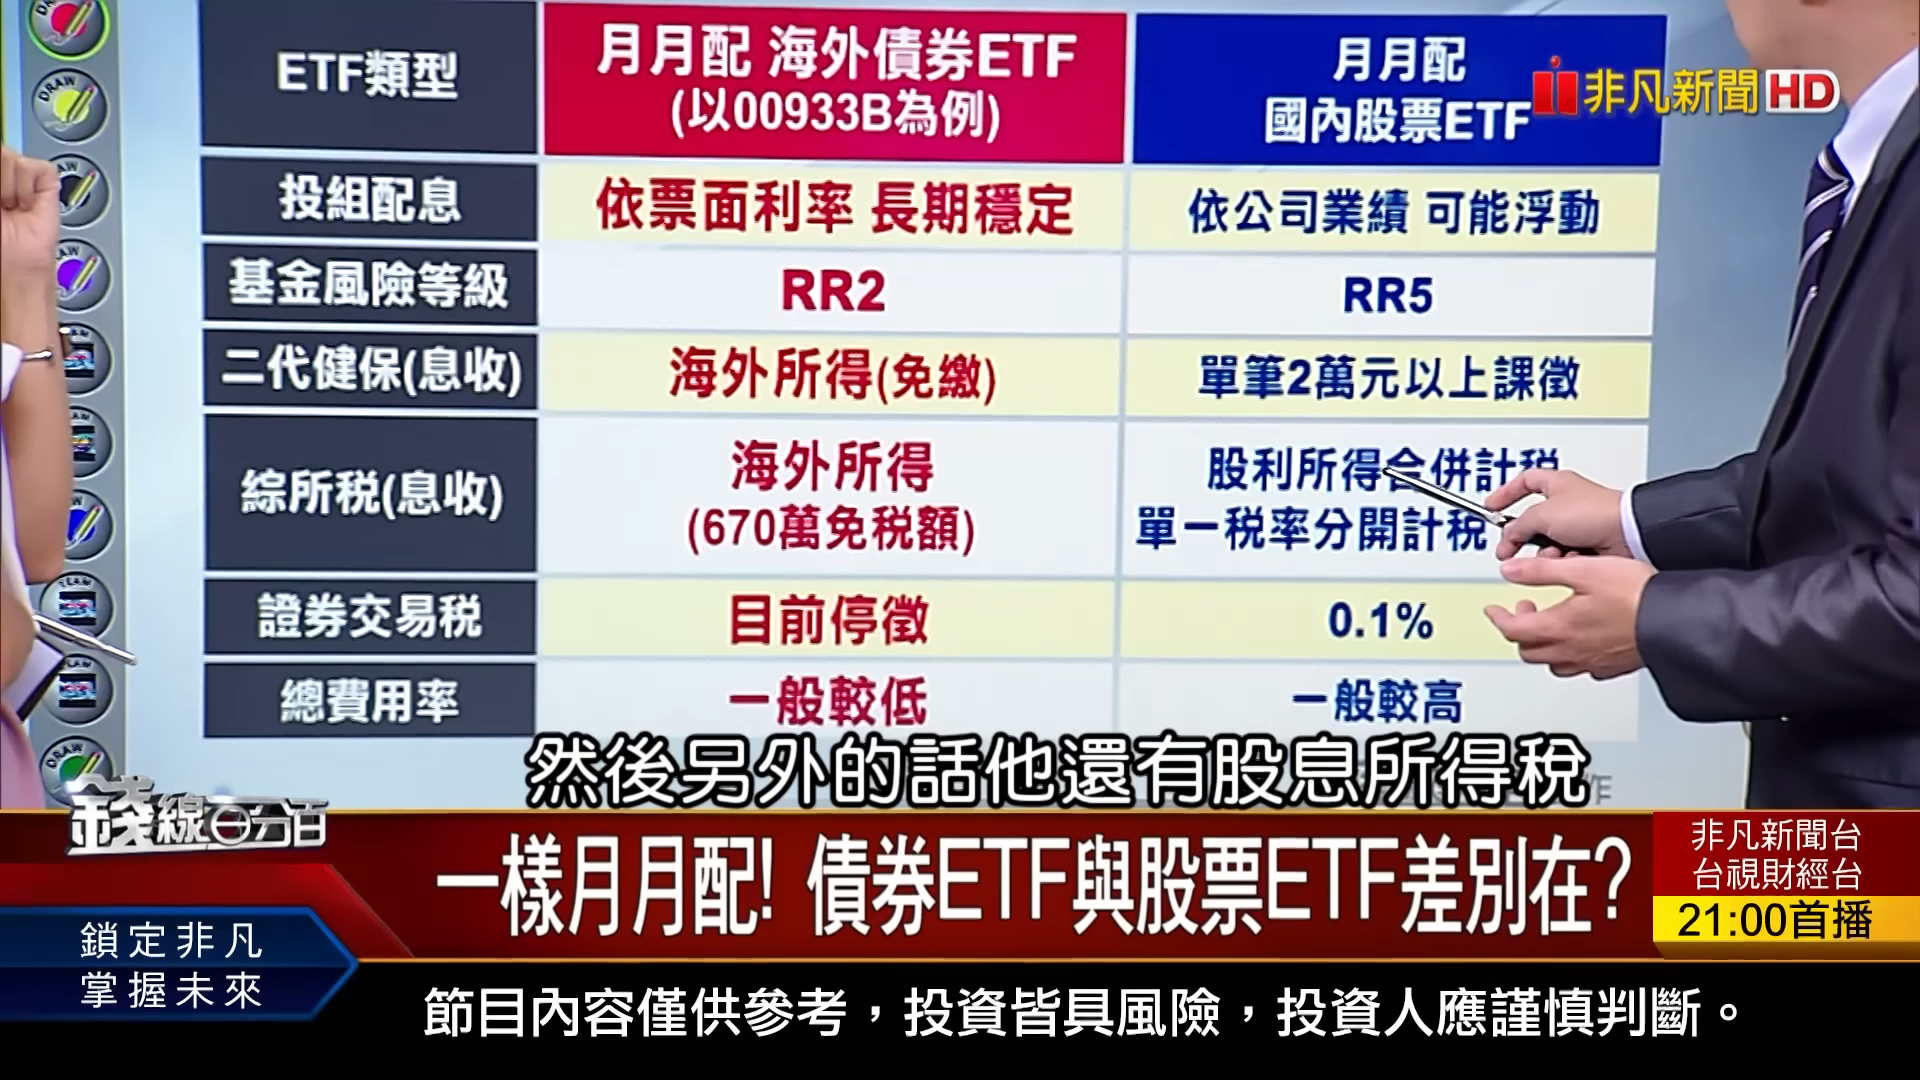 DRAW
DRAW
ETF類型
月月配 海外債券ETF
(以00933B為例)
月月配
國內股票ETF
非凡新聞HD
投組配息
依票面利率 長期穩定
依公司業績 可能浮動
基金風險等級
RR2
RR5
二代健保(息收)
海外所得(免繳)
單筆2萬元以上課徵
綜所稅(息收)
海外所得
(670萬免稅額)
股利所得合併計稅
單一稅率分開計稅
證券交易稅
目前停徵
0.1%
TEAM
總費用率
一般較低
一般較高
DRAW
然後另外的話他還有股息所得稅
作
錢線百分百
一樣月月配! 債券ETF與股票ETF差別在?
非凡新聞台
台視財經台
21:00首播
鎖定非凡
掌握未來
節目內容僅供參考，投資皆具風險，投資人應謹慎判斷。